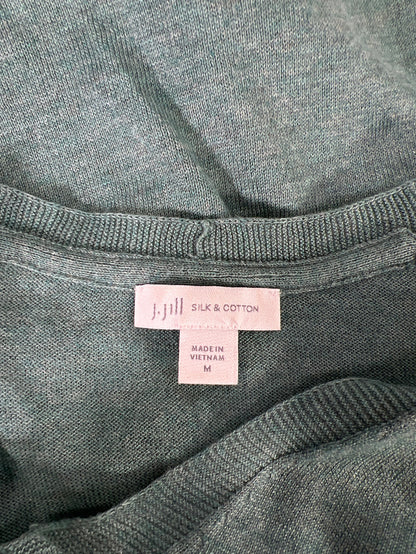 j.jill SILK & COTTON
MADE IN
VIETNAM
M